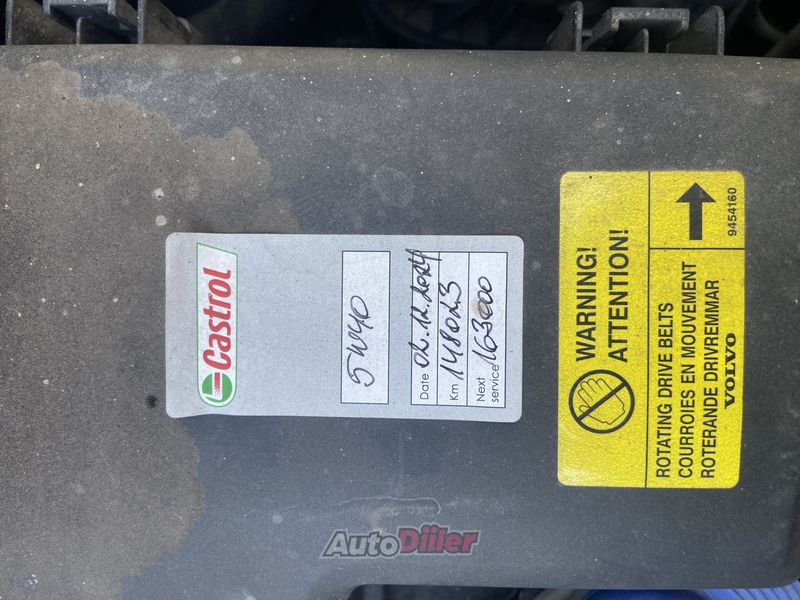 Castrol
5W40
Date 02.12.2024
Km 148023
Next service 163000
WARNING!
ATTENTION!
ROTATING DRIVE BELTS
COURROIES EN MOUVEMENT
ROTERANDE DRIVREMMAR
VOLVO
9454160
AutoDiiler